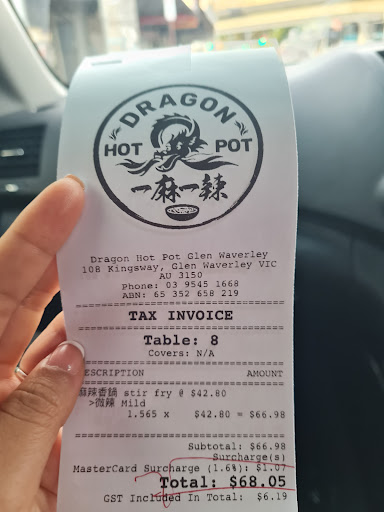 DRAGON
HOT POT
一麻一辣
Dragon Hot Pot Glen Waverley
108 Kingsway, Glen Waverley VIC
AU 3150
Phone: 03 9545 1668
ABN: 65 352 658 219
TAX INVOICE
Table: 8
Covers: N/A
ESCRIPTION AMOUNT
麻辣香鍋 stir fry @ $42.80
>微辣 Mild
1.565 x $42.80 = $66.98
Subtotal: $66.98
Surcharge(s)
MasterCard Surcharge (1.6%): $1.07
Total: $68.05
GST Included In Total: $6.19